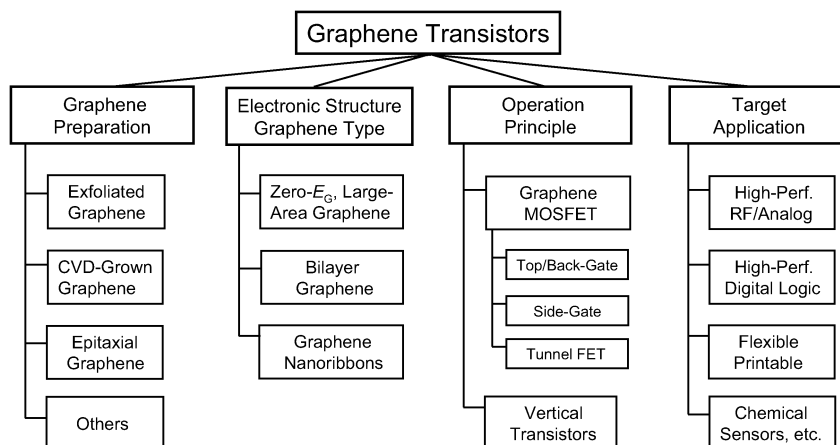 Graphene Transistors
Graphene
Preparation
Exfoliated
Graphene
CVD-Grown
Graphene
Epitaxial
Graphene
Others
Electronic Structure
Graphene Type
Zero-EG, Large-
Area Graphene
Bilayer
Graphene
Graphene
Nanoribbons
Operation
Principle
Graphene
MOSFET
Top/Back-Gate
Side-Gate
Tunnel FET
Vertical
Transistors
Target
Application
High-Perf.
RF/Analog
High-Perf.
Digital Logic
Flexible
Printable
Chemical
Sensors, etc.